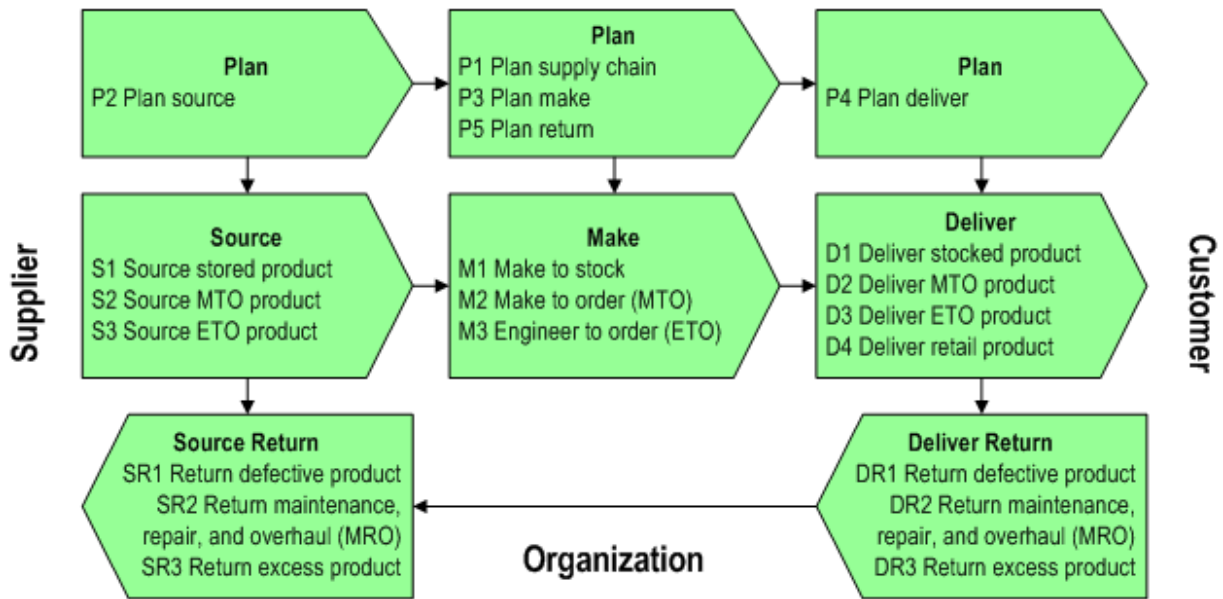 Plan
P2 Plan source
Plan
P1 Plan supply chain
P3 Plan make
P5 Plan return
Plan
P4 Plan deliver
Supplier
Source
S1 Source stored product
S2 Source MTO product
S3 Source ETO product
Make
M1 Make to stock
M2 Make to order (MTO)
M3 Engineer to order (ETO)
Deliver
D1 Deliver stocked product
D2 Deliver MTO product
D3 Deliver ETO product
D4 Deliver retail product
Customer
Source Return
SR1 Return defective product
SR2 Return maintenance,
repair, and overhaul (MRO)
SR3 Return excess product
Organization
Deliver Return
DR1 Return defective product
DR2 Return maintenance,
repair, and overhaul (MRO)
DR3 Return excess product